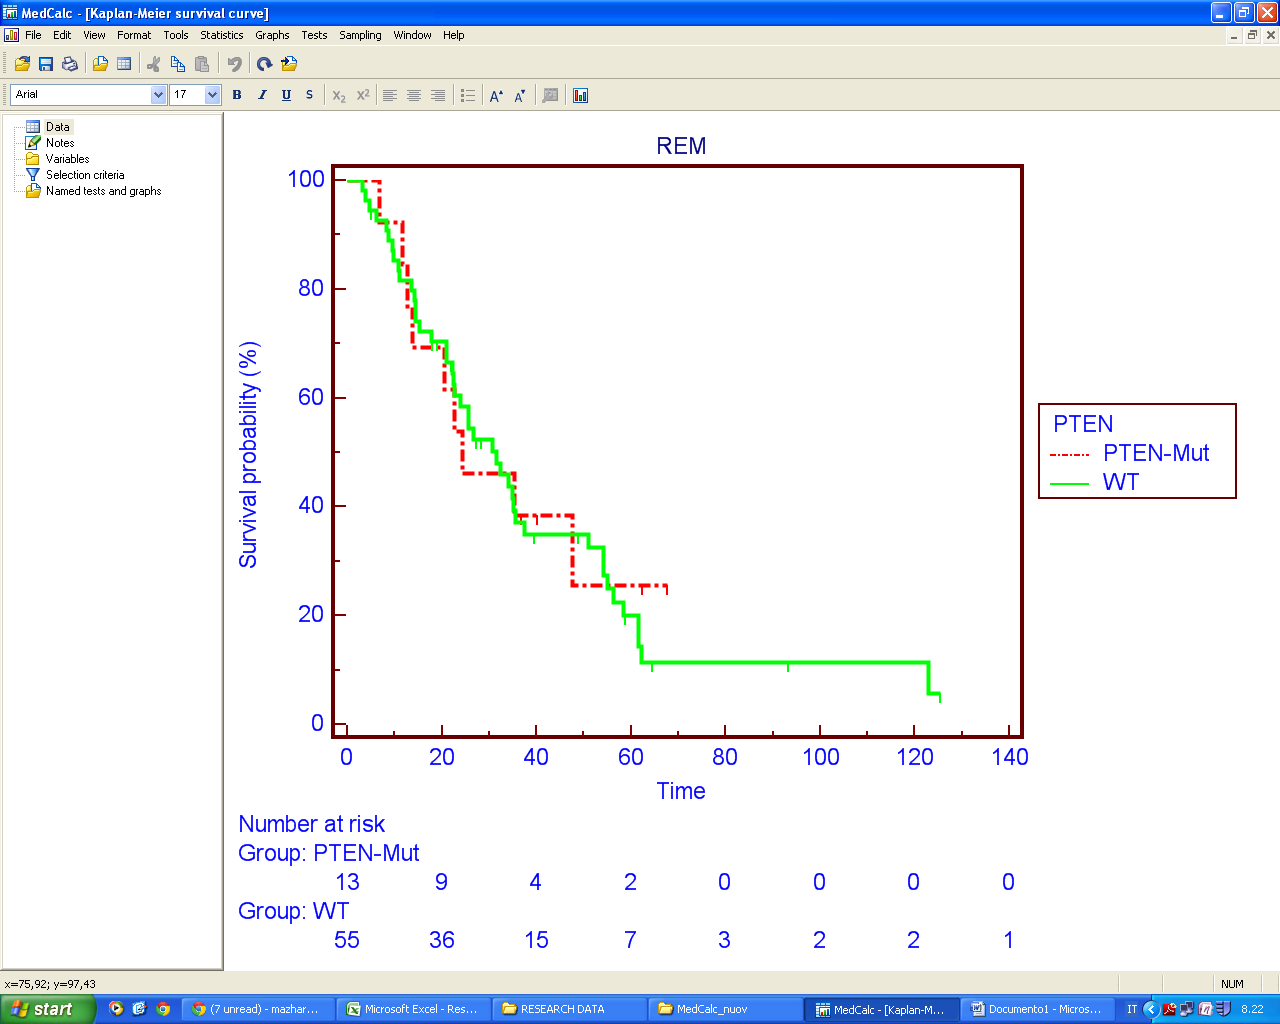 MedCalc - [Kaplan-Meier survival curve]
File Edit View Format Tools Statistics Graphs Tests Sampling Window Help
Arial 17 B I U S X₂ X² A A
Data
Notes
Variables
Selection criteria
Named tests and graphs
REM
100
80
60
40
20
0
Survival probability (%)
0 20 40 60 80 100 120 140
Time
PTEN
PTEN-Mut
WT
Number at risk
Group: PTEN-Mut
13 9 4 2 0 0 0 0
Group: WT
55 36 15 7 3 2 2 1
x=75,92; y=97,43
NUM
start (7 unread) - mazhar... Microsoft Excel - Res... RESEARCH DATA MedCalc_nuov MedCalc - [Kaplan-M... Documento1 - Micros... IT 8.22